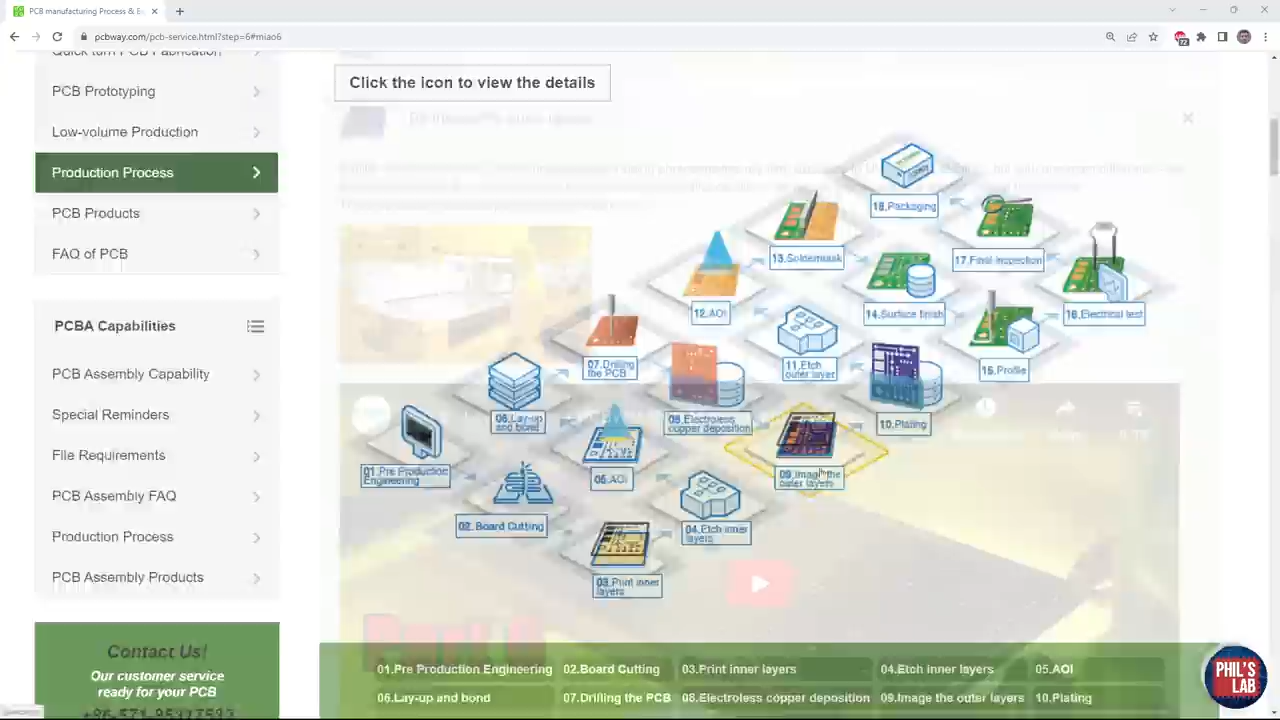 PCB manufacturing Process & E
pcbway.com/pcb-service.html?step=6#miao6
72
Quick turn PCB Fabrication
PCB Prototyping
Low-volume Production
Production Process
PCB Products
FAQ of PCB
PCBA Capabilities
PCB Assembly Capability
Special Reminders
File Requirements
PCB Assembly FAQ
Production Process
PCB Assembly Products
Contact Us!
Our customer service
ready for your PCB
Click the icon to view the details
18.Packaging
13.Soldermask
17.Final inspection
12.AOI
14.Surface finish
16.Electrical test
07.Drilling
the PCB
11.Etch
outer layer
15.Profile
06.Lay-up
and bond
08.Electroless
copper deposition
10.Plating
01.Pre Production
Engineering
05.AOI
09.Image the
outer layers
02. Board Cutting
04.Etch inner
layers
03.Print inner
layers
01.Pre Production Engineering 02.Board Cutting 03.Print inner layers 04.Etch inner layers 05.AOI
06.Lay-up and bond 07.Drilling the PCB 08.Electroless copper deposition 09.Image the outer layers 10.Plating
PHIL'S
LAB